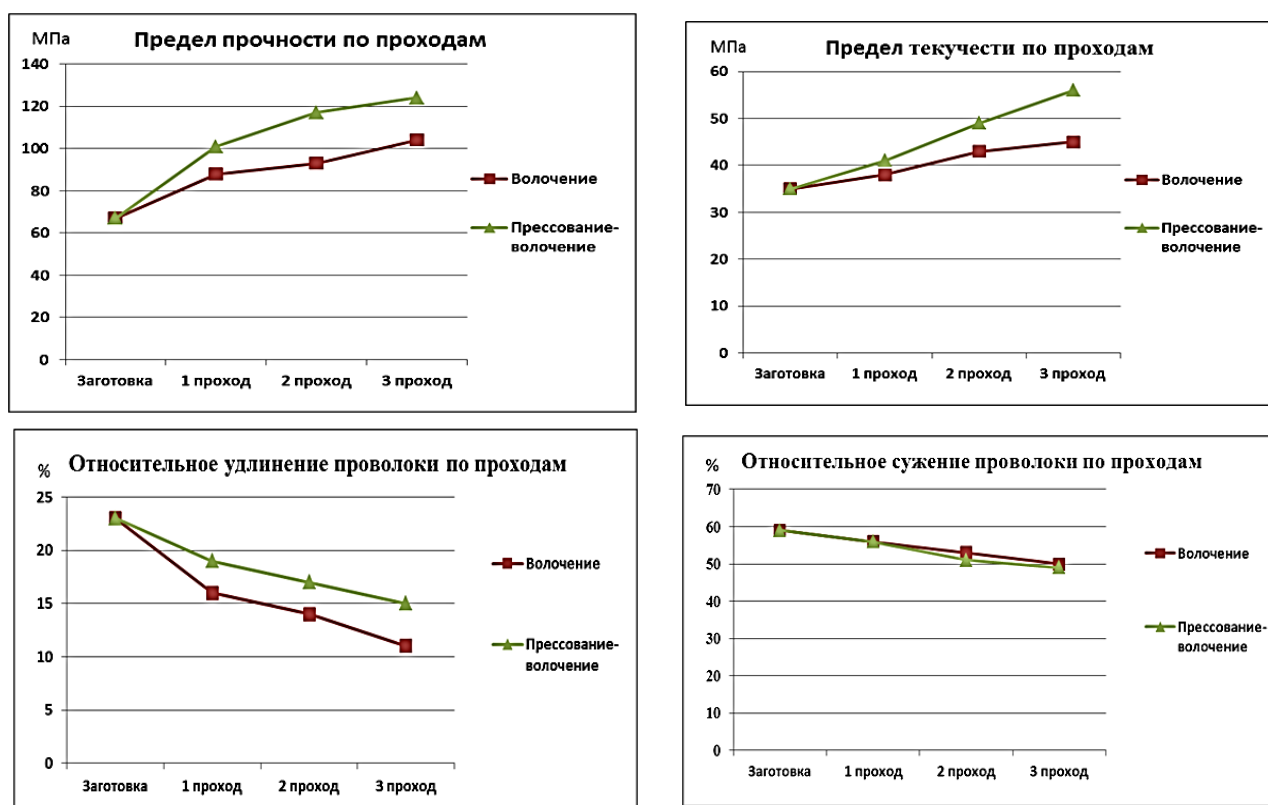 МПа
Предел прочности по проходам
140
120
100
80
60
40
20
0
Заготовка 1 проход 2 проход 3 проход
Волочение
Прессование-
волочение
МПа
Предел текучести по проходам
60
50
40
30
20
10
0
Заготовка 1 проход 2 проход 3 проход
Волочение
Прессование-
волочение
%
Относительное удлинение проволоки по проходам
25
20
15
10
5
0
Заготовка 1 проход 2 проход 3 проход
Волочение
Прессование-
волочение
%
Относительное сужение проволоки по проходам
70
60
50
40
30
20
10
0
Заготовка 1 проход 2 проход 3 проход
Волочение
Прессование-
волочение